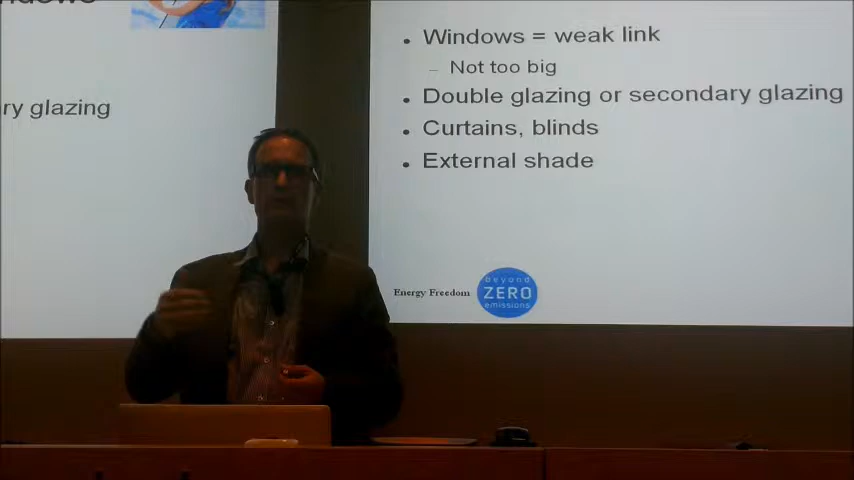 ry glazing
Windows = weak link
Not too big
Double glazing or secondary glazing
Curtains, blinds
External shade
Energy Freedom
beyond
ZERO
emissions